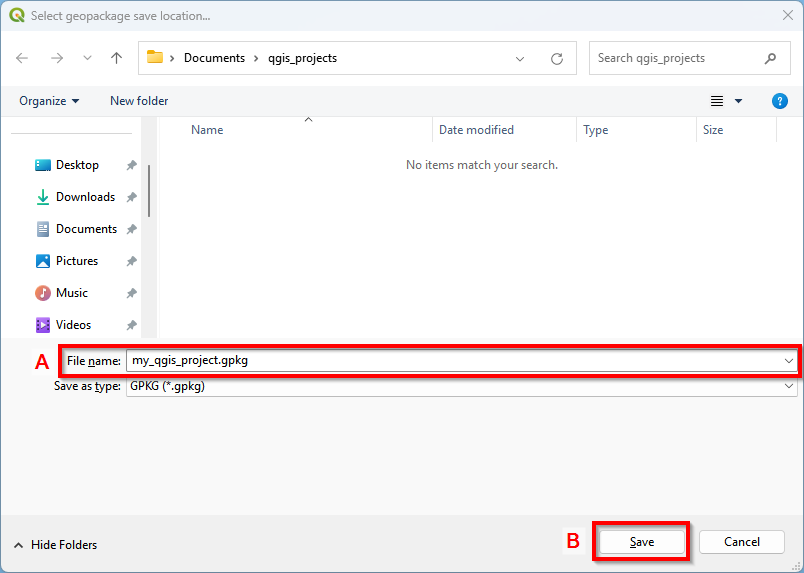 Select geopackage save location...
Documents › qgis_projects
Search qgis_projects
Organize
New folder
?
Name
Date modified
Type
Size
No items match your search.
Desktop
Downloads
Documents
Pictures
Music
Videos
A
File name: my_qgis_project.gpkg
Save as type: GPKG (*.gpkg)
Hide Folders
B
Save
Cancel